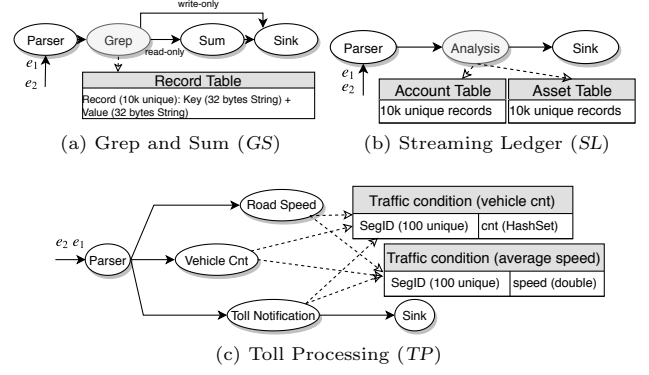 write-only
Parser
Grep
Sum
Sink
read-only
e1
e2
Record Table
Record (10k unique): Key (32 bytes String) +
Value (32 bytes String)
(a) Grep and Sum (GS)
Parser
Analysis
Sink
e1
e2
Account Table
Asset Table
10k unique records
10k unique records
(b) Streaming Ledger (SL)
Road Speed
Traffic condition (vehicle cnt)
SegID (100 unique)
cnt (HashSet)
e2 e1
Parser
Vehicle Cnt
Traffic condition (average speed)
SegID (100 unique)
speed (double)
Toll Notification
Sink
(c) Toll Processing (TP)